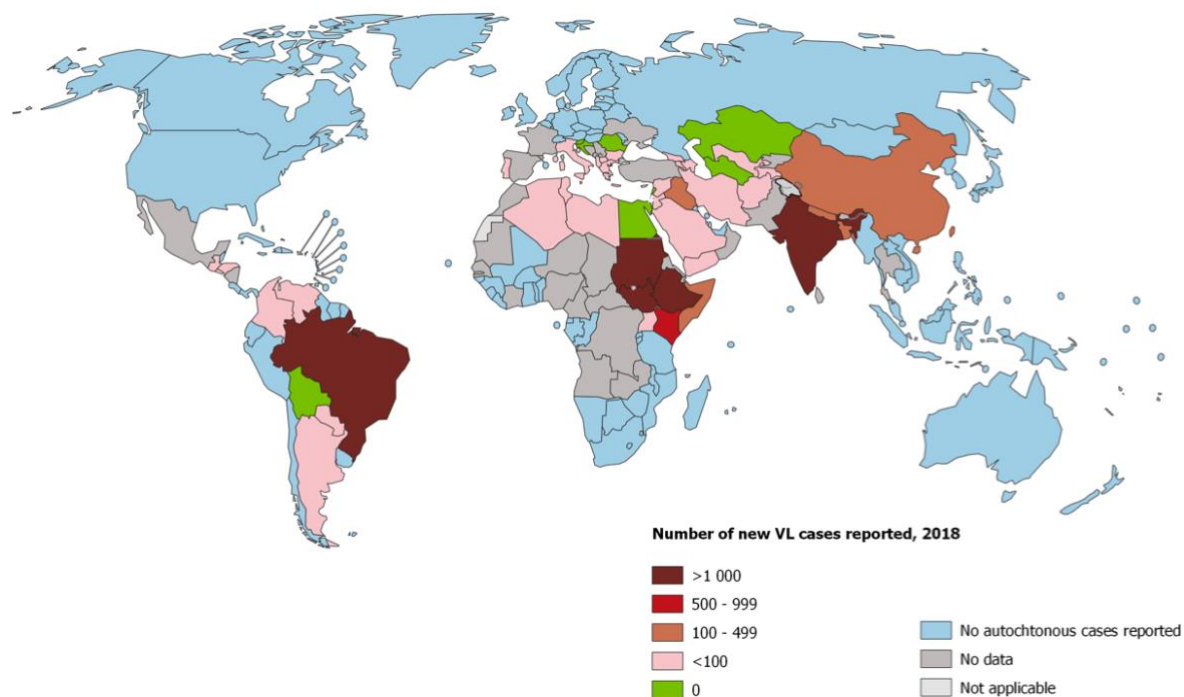 Number of new VL cases reported, 2018
>1 000
500 - 999
100 - 499
<100
0
No autochtonous cases reported
No data
Not applicable